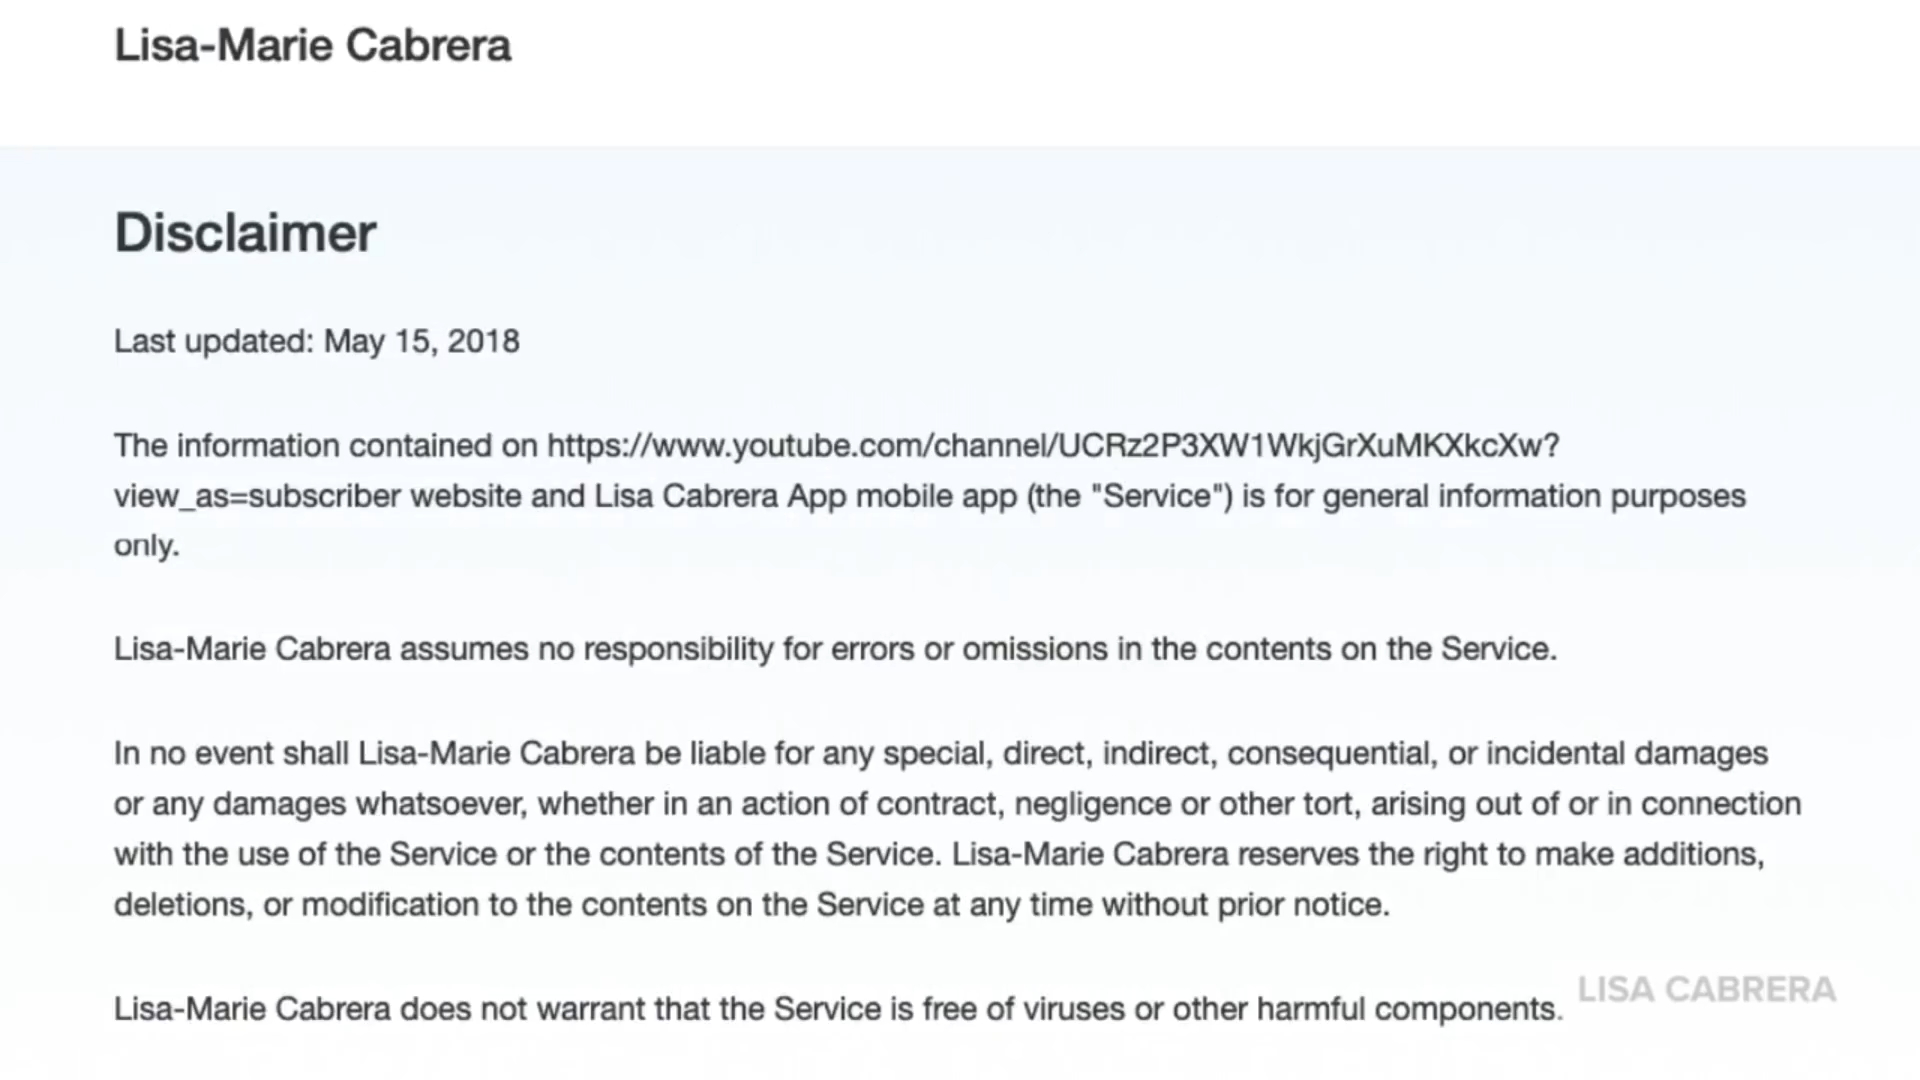 Lisa-Marie Cabrera
Disclaimer
Last updated: May 15, 2018
The information contained on https://www.youtube.com/channel/UCRz2P3XW1WkjGrXuMKXkcXw?
view_as=subscriber website and Lisa Cabrera App mobile app (the "Service") is for general information purposes
only.
Lisa-Marie Cabrera assumes no responsibility for errors or omissions in the contents on the Service.
In no event shall Lisa-Marie Cabrera be liable for any special, direct, indirect, consequential, or incidental damages
or any damages whatsoever, whether in an action of contract, negligence or other tort, arising out of or in connection
with the use of the Service or the contents of the Service. Lisa-Marie Cabrera reserves the right to make additions,
deletions, or modification to the contents on the Service at any time without prior notice.
Lisa-Marie Cabrera does not warrant that the Service is free of viruses or other harmful components.
LISA CABRERA